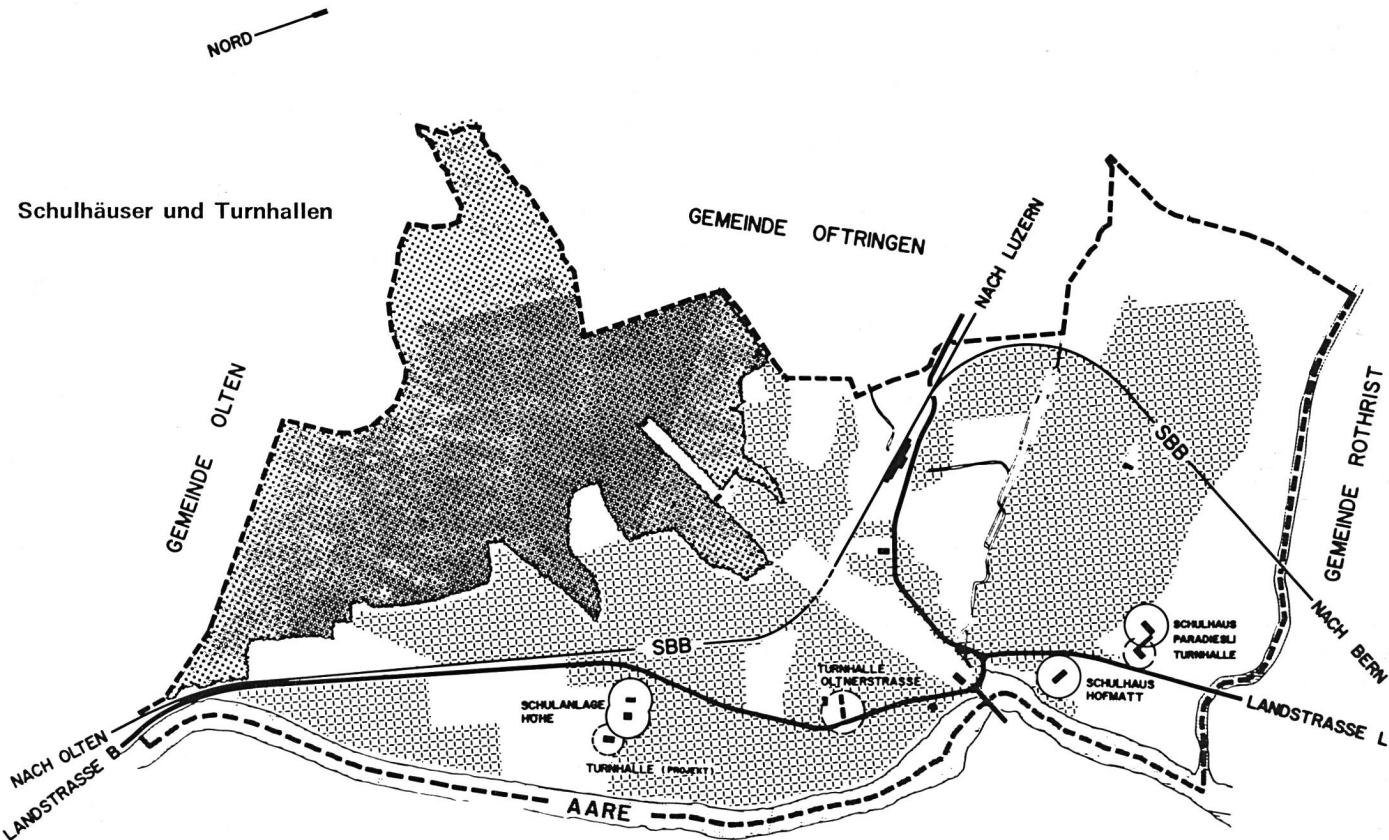 NORD
Schulhäuser und Turnhallen
GEMEINDE OFTRINGEN
NACH LUZERN
GEMEINDE OLTEN
SBB
GEMEINDE ROTHRIST
SBB
NACH BERN
SCHULHAUS
PARADIESLI
TURNHALLE
TURNHALLE
OLTNERSTRASSE
SCHULHAUS
HOFMATT
SCHULANLAGE
HÖHE
LANDSTRASSE L
NACH OLTEN
LANDSTRASSE B
TURNHALLE (PROJEKT)
AARE